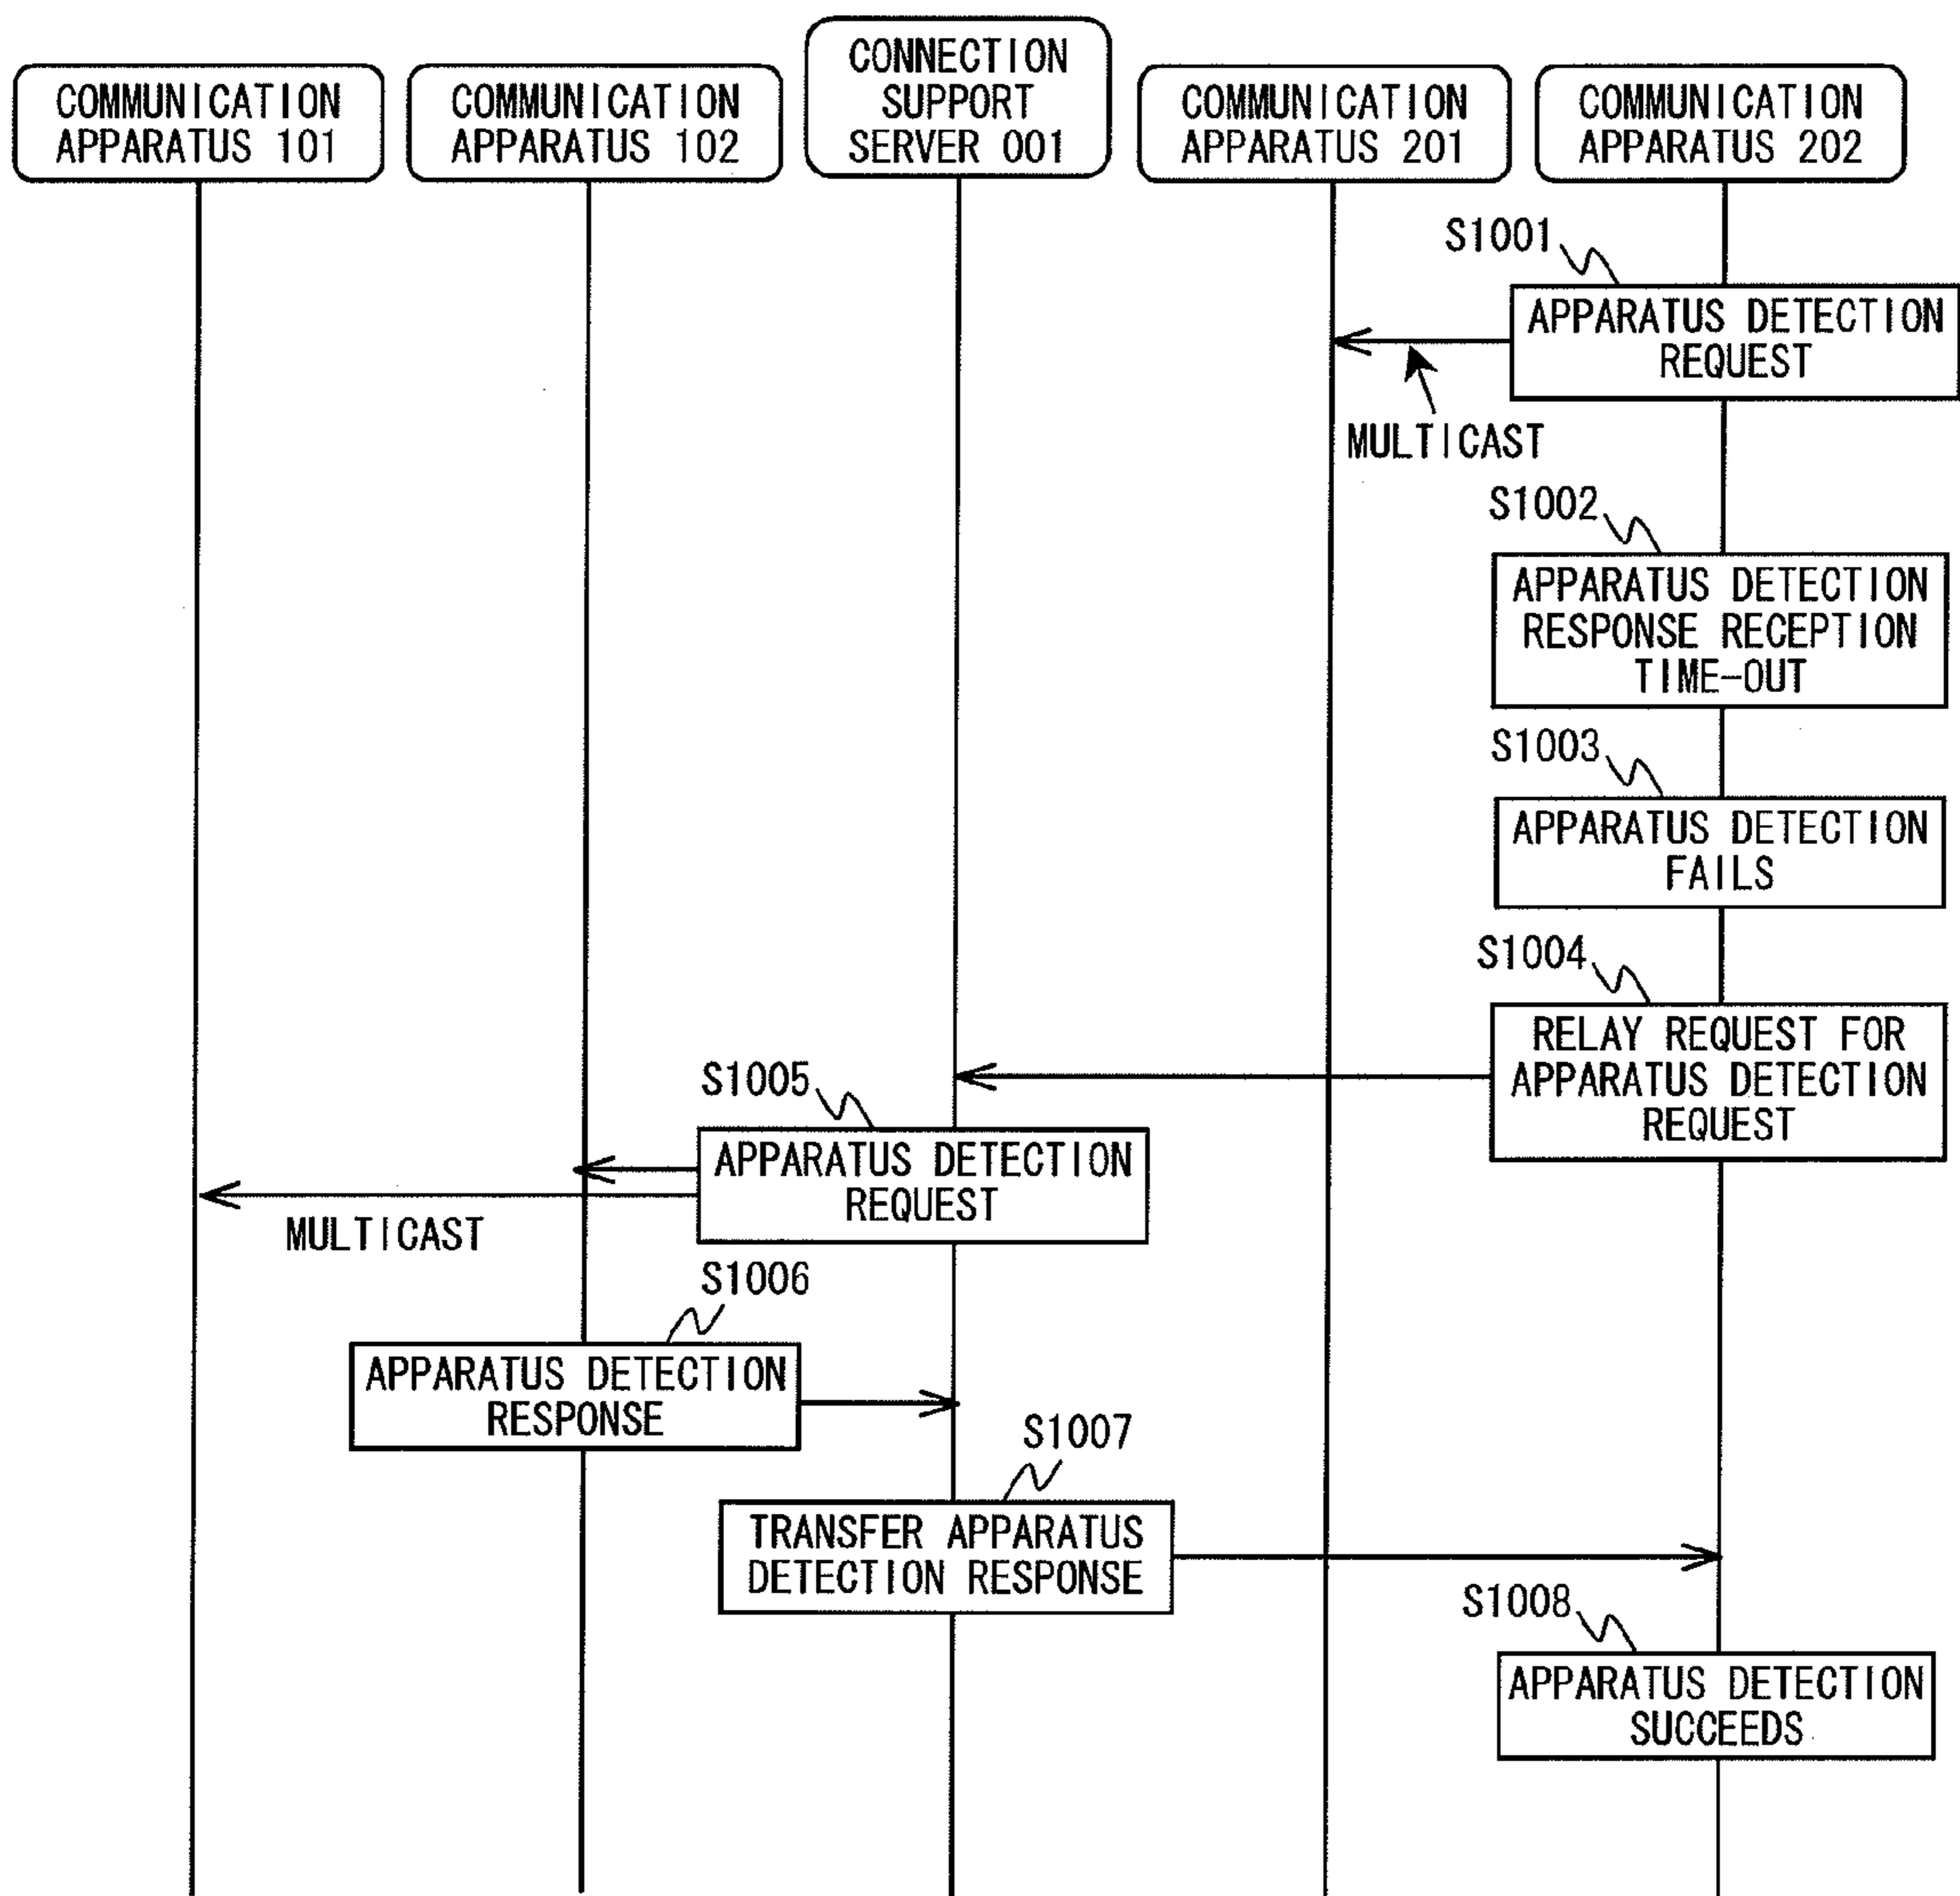 COMMUNICATION
APPARATUS 101
COMMUNICATION
APPARATUS 102
CONNECTION
SUPPORT
SERVER 001
COMMUNICATION
APPARATUS 201
COMMUNICATION
APPARATUS 202
S1001
APPARATUS DETECTION
REQUEST
MULTICAST
S1002
APPARATUS DETECTION
RESPONSE RECEPTION
TIME-OUT
S1003
APPARATUS DETECTION
FAILS
S1004
RELAY REQUEST FOR
APPARATUS DETECTION
REQUEST
S1005
APPARATUS DETECTION
REQUEST
MULTICAST
S1006
APPARATUS DETECTION
RESPONSE
S1007
TRANSFER APPARATUS
DETECTION RESPONSE
S1008
APPARATUS DETECTION
SUCCEEDS